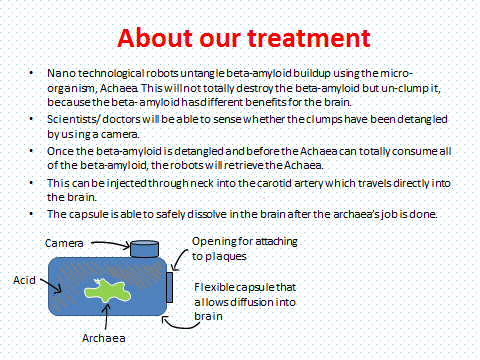 About our treatment
• Nano technological robots untangle beta-amyloid buildup using the micro-
organism, Achaea. This will not totally destroy the beta-amyloid but un-clump it,
because the beta- amyloid has different benefits for the brain.
• Scientists/doctors will be able to sense whether the clumps have been detangled
by using a camera.
• Once the beta-amyloid is detangled and before the Achaea can totally consume all
of the beta-amyloid, the robots will retrieve the Achaea.
• This can be injected through neck into the carotid artery which travels directly into
the brain.
• The capsule is able to safely dissolve in the brain after the archaea's job is done.
Camera
Opening for attaching
to plaques
Acid
Flexible capsule that
allows diffusion into
brain
Archaea